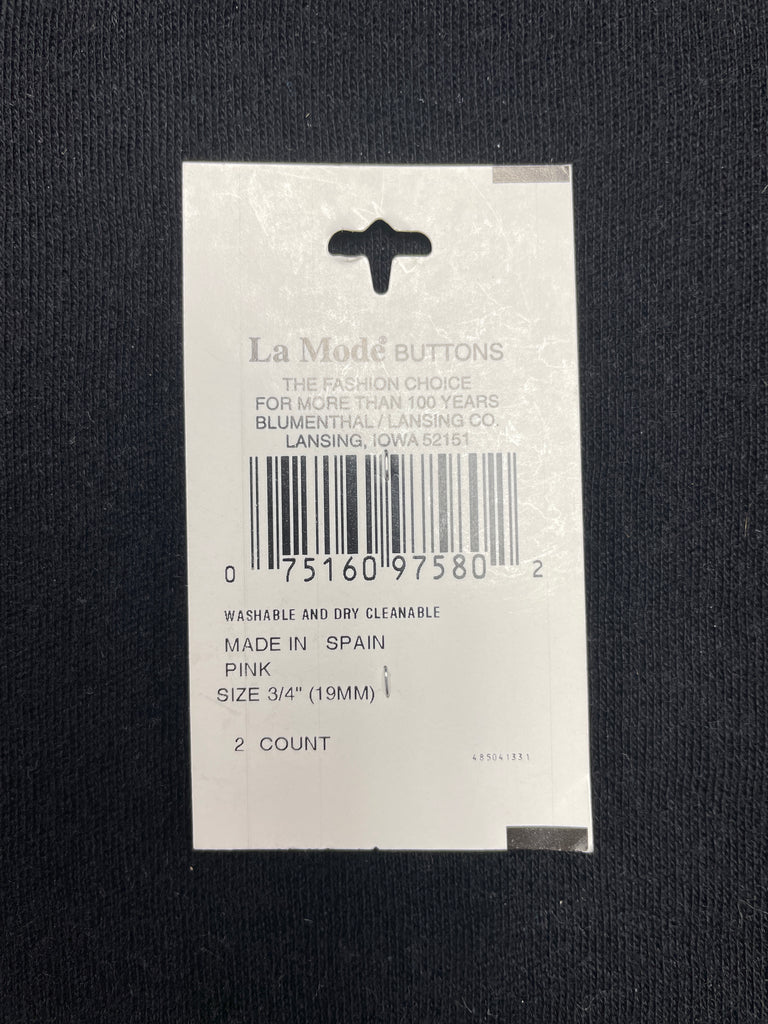 La Mode® BUTTONS
THE FASHION CHOICE
FOR MORE THAN 100 YEARS
BLUMENTHAL / LANSING CO.
LANSING, IOWA 52151
0 75160 97580 2
WASHABLE AND DRY CLEANABLE
MADE IN SPAIN
PINK
SIZE 3/4" (19MM)
2 COUNT
485041331